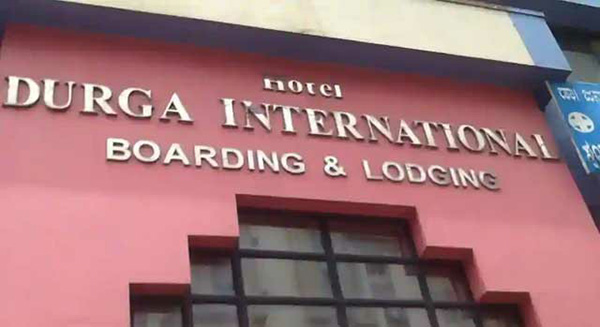 Hotel
DURGA INTERNATIONAL
BOARDING & LODGING